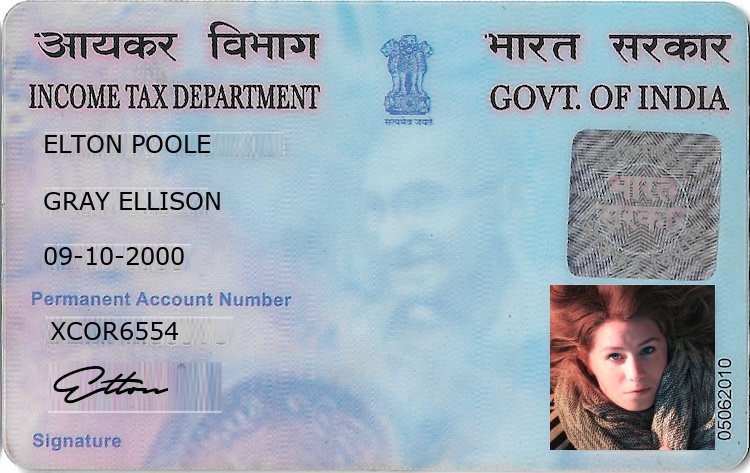 आयकर विभाग
भारत सरकार
INCOME TAX DEPARTMENT
GOVT. OF INDIA
सत्यमेव जयते
ELTON POOLE
भारत
सरकार
GRAY ELLISON
09-10-2000
Permanent Account Number
XCOR6554
Elton
05062010
Signature